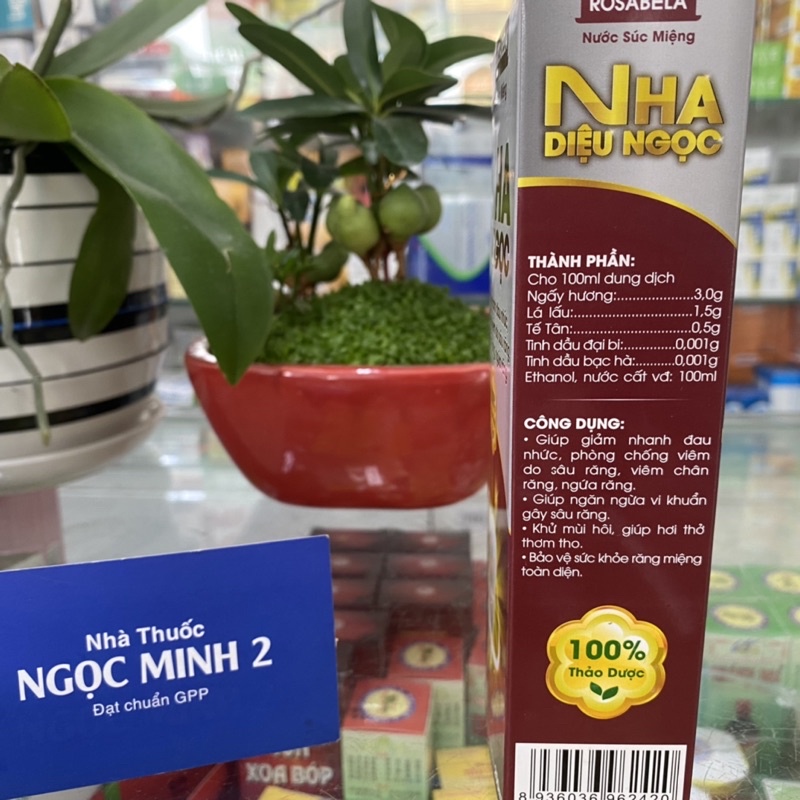 ROSABELA
Nước Súc Miệng
NHA
DIỆU NGỌC
THÀNH PHẦN:
Cho 100ml dung dịch
Ngấy hương:......................3,0g
Lá lấu:..................................1,5g
Tế Tân:..................................0,5g
Tinh dầu đại bi:.............0,001g
Tinh dầu bạc hà:...........0,001g
Ethanol, nước cất vđ: 100ml
CÔNG DỤNG:
• Giúp giảm nhanh đau
nhức, phòng chống viêm
do sâu răng, viêm chân
răng, ngứa răng.
• Giúp ngăn ngừa vi khuẩn
gây sâu răng.
• Khử mùi hôi, giúp hơi thở
thơm tho.
• Bảo vệ sức khỏe răng miệng
toàn diện.
100%
Thảo Dược
8 936036 962420
Nhà Thuốc
NGỌC MINH 2
Đạt chuẩn GPP
XOA BÓP